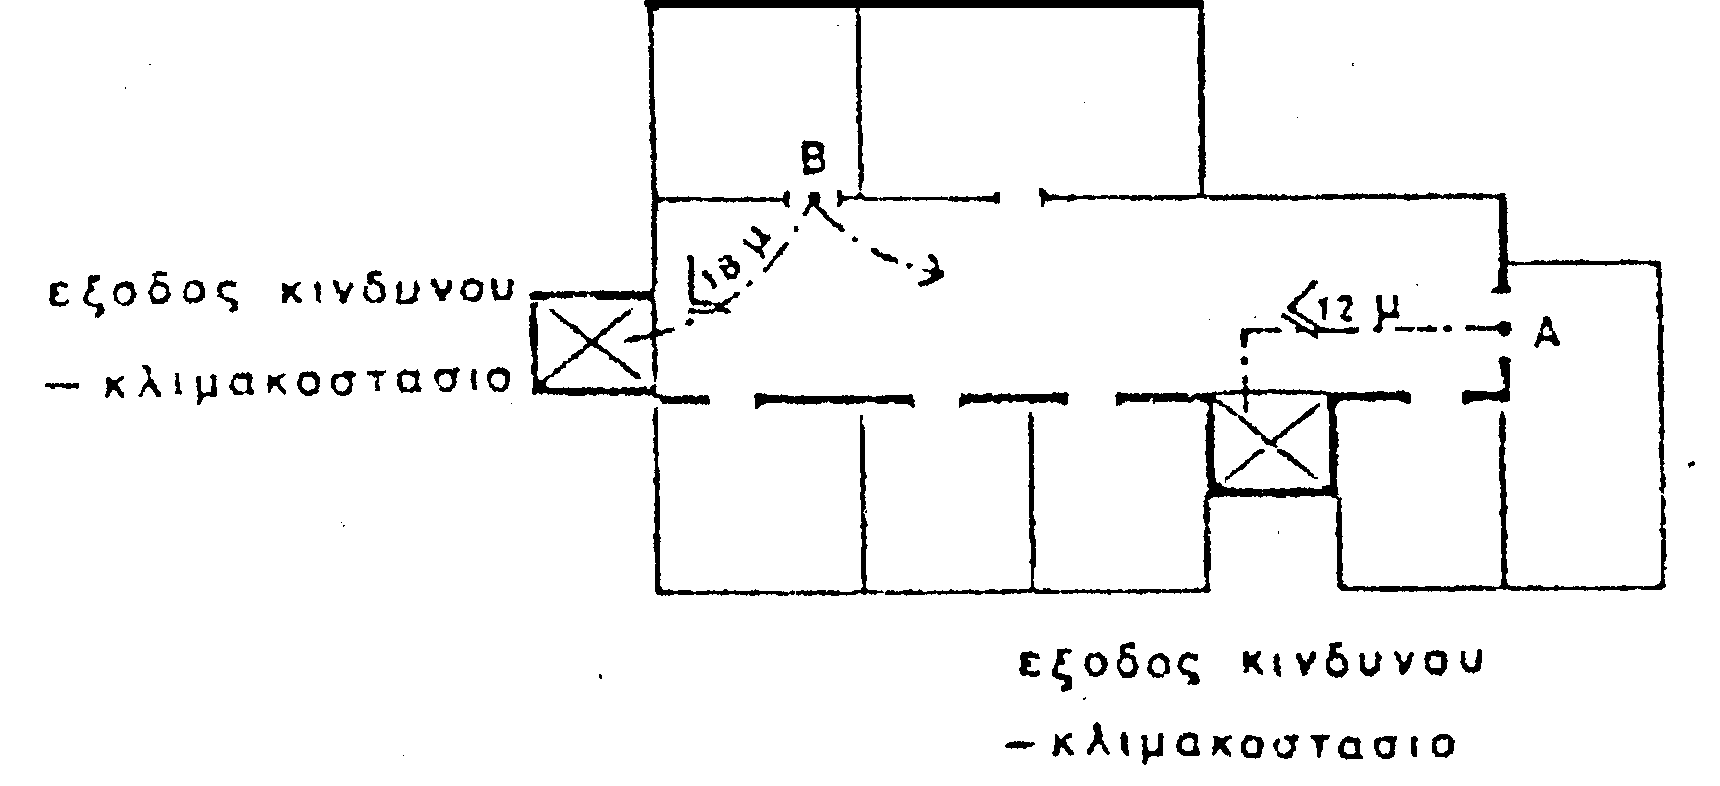 B
≤18 μ
εξοδος κινδυνου
≤12 μ
A
– κλιμακοστασιο
εξοδος κινδυνου
– κλιμακοστασιο